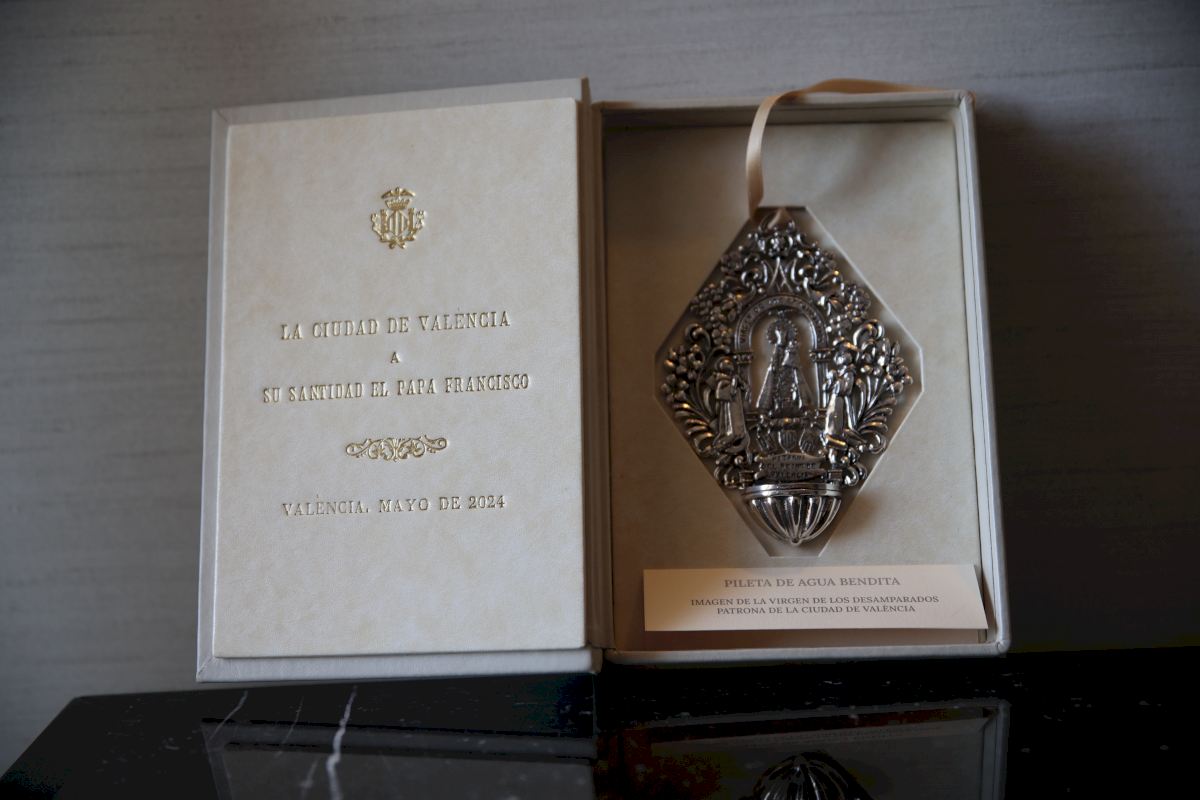 LA CIUDAD DE VALÈNCIA
A
SU SANTIDAD EL PAPA FRANCISCO
VALÈNCIA, MAYO DE 2024
PILETA DE AGUA BENDITA
IMAGEN DE LA VIRGEN DE LOS DESAMPARADOS
PATRONA DE LA CIUDAD DE VALÈNCIA